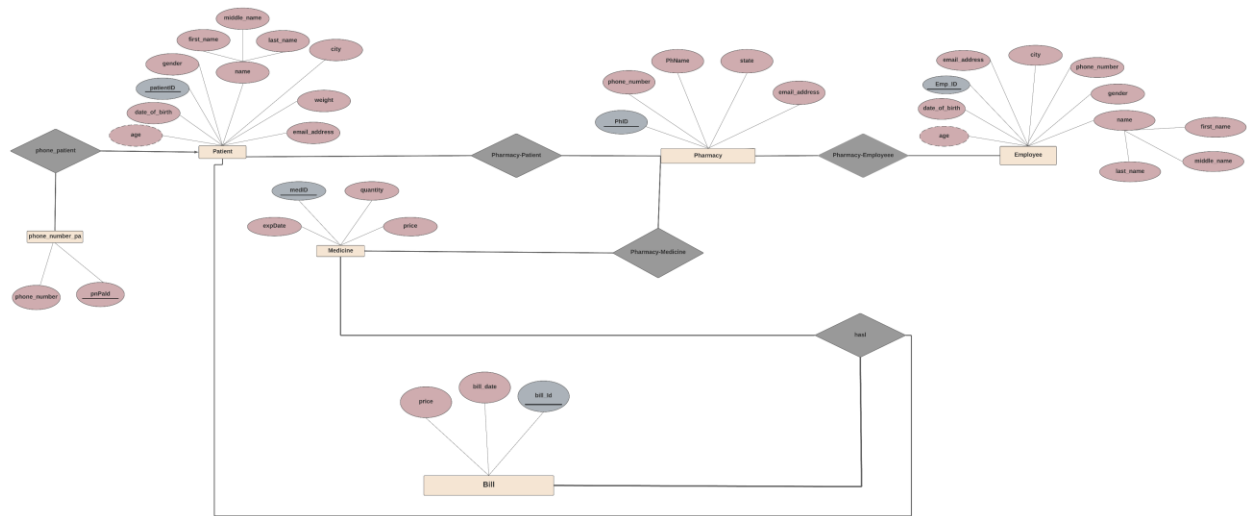 middle_name
first_name
last_name
city
gender
name
patientID
weight
date_of_birth
age
email_address
Patient
phone_patient
phone_number_pa
phone_number
pnPaId
Pharmacy-Patient
PhName
state
phone_number
email_address
PhID
Pharmacy
Pharmacy-Employeee
email_address
city
phone_number
Emp_ID
gender
date_of_birth
name
first_name
age
middle_name
last_name
Employee
medID
quantity
expDate
price
Medicine
Pharmacy-Medicine
bill_date
bill_id
price
Bill